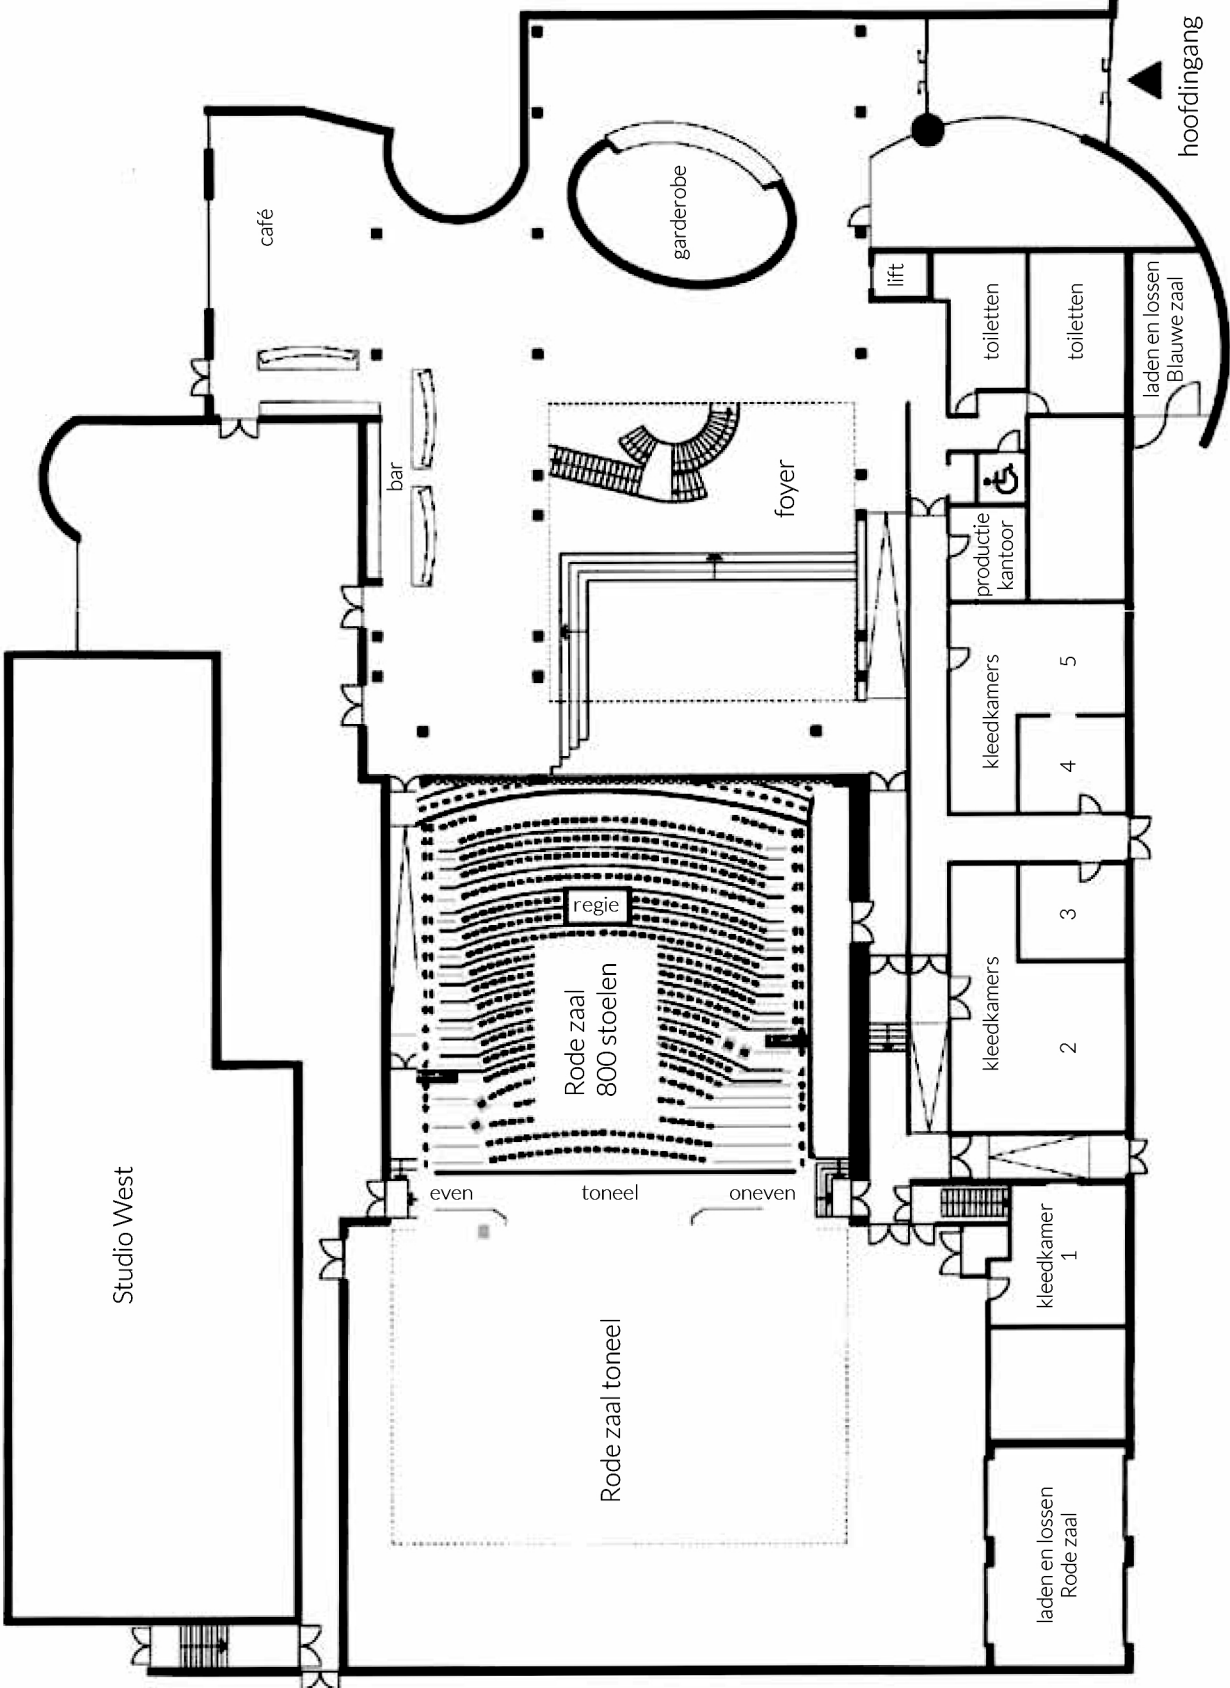 hoofdingang
café
garderobe
lift
toiletten
toiletten
laden en lossen
Blauwe zaal
bar
foyer
productie
kantoor
kleedkamers
5
4
regie
3
kleedkamers
2
Rode zaal
800 stoelen
even
toneel
oneven
Studio West
kleedkamer
1
Rode zaal toneel
laden en lossen
Rode zaal